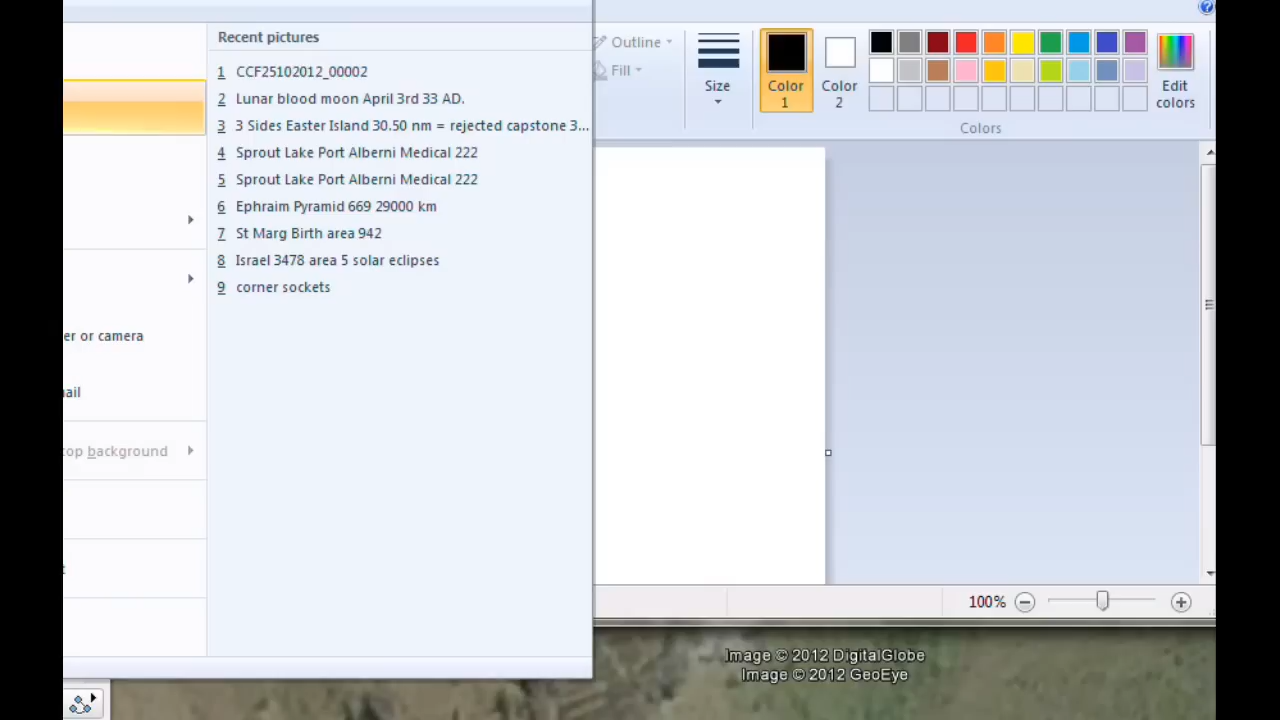 Recent pictures
1 CCF25102012_00002
2 Lunar blood moon April 3rd 33 AD.
3 3 Sides Easter Island 30.50 nm = rejected capstone 3...
4 Sprout Lake Port Alberni Medical 222
5 Sprout Lake Port Alberni Medical 222
6 Ephraim Pyramid 669 29000 km
7 St Marg Birth area 942
8 Israel 3478 area 5 solar eclipses
9 corner sockets
er or camera
ail
top background
t
Outline
Fill
Size
Color 1
Color 2
Edit colors
Colors
100%
Image © 2012 DigitalGlobe
Image © 2012 GeoEye